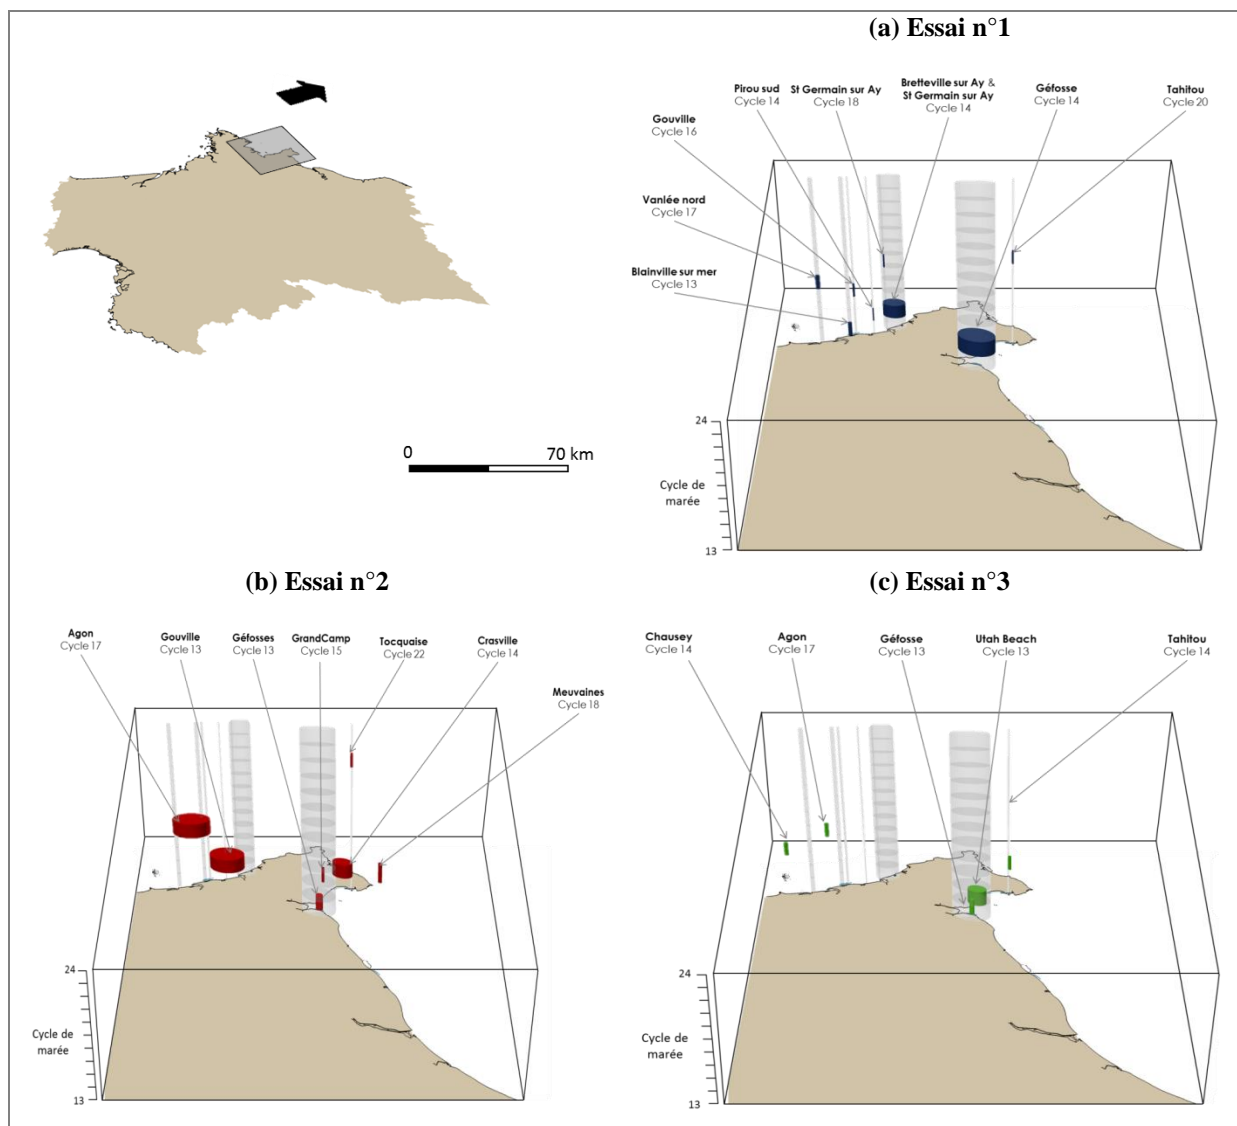 (a) Essai n°1
Pirou sud
Cycle 14
St Germain sur Ay
Cycle 18
Bretteville sur Ay &
St Germain sur Ay
Cycle 14
Géfosse
Cycle 14
Tahitou
Cycle 20
Gouville
Cycle 16
Vanlée nord
Cycle 17
Blainville sur mer
Cycle 13
24
Cycle de
marée
13
0 70 km
(b) Essai n°2
Agon
Cycle 17
Gouville
Cycle 13
Géfosses
Cycle 13
GrandCamp
Cycle 15
Tocquaise
Cycle 22
Crasville
Cycle 14
Meuvaines
Cycle 18
24
Cycle de
marée
13
(c) Essai n°3
Chausey
Cycle 14
Agon
Cycle 17
Géfosse
Cycle 13
Utah Beach
Cycle 13
Tahitou
Cycle 14
24
Cycle de
marée
13